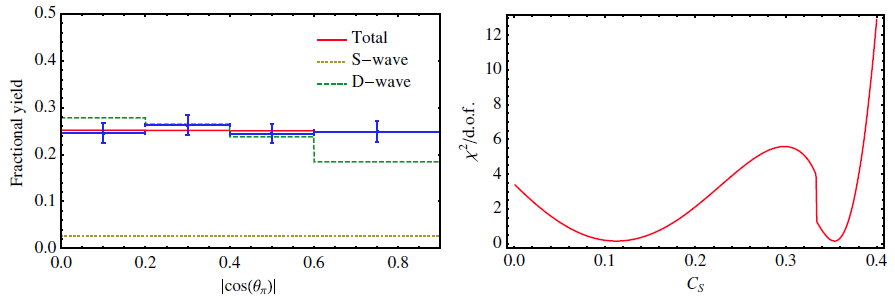 0.5
0.4
0.3
0.2
0.1
0.0
Fractional yield
Total
S−wave
D−wave
0.0 0.2 0.4 0.6 0.8
|cos(θπ)|
12
10
8
6
4
2
0
χ²/d.o.f.
0.0 0.1 0.2 0.3 0.4
C_S